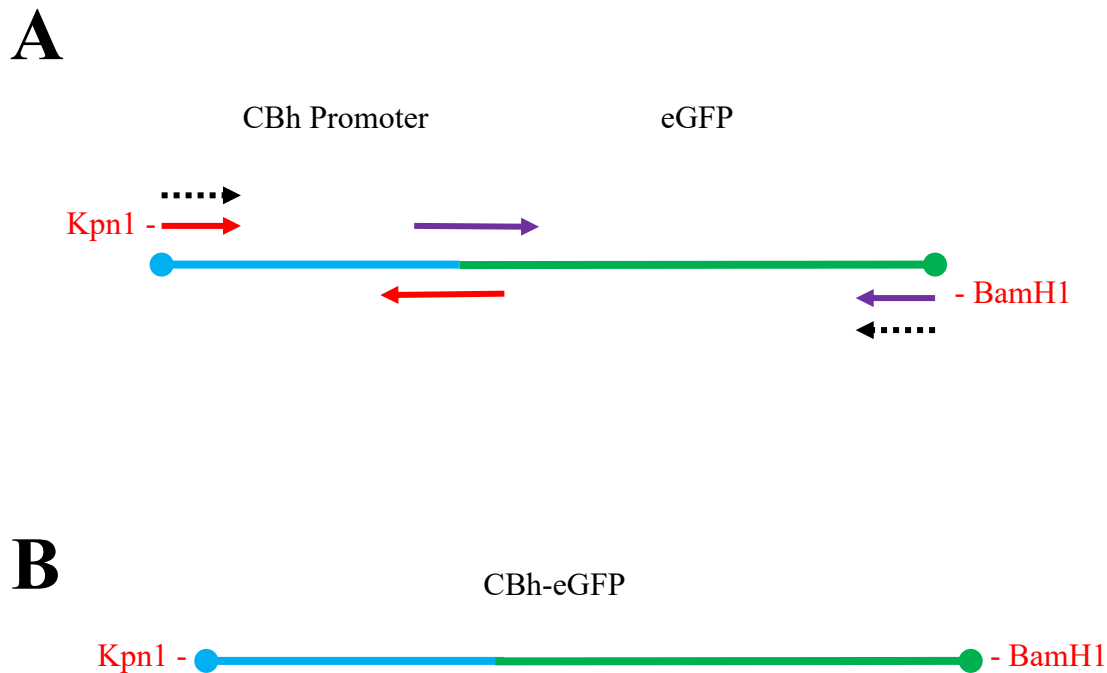 A
CBh Promoter eGFP
Kpn1 -
- BamH1
B
CBh-eGFP
Kpn1 - - BamH1